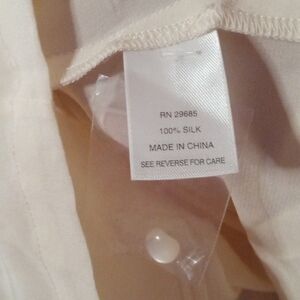 RN 29685
100% SILK
MADE IN CHINA
SEE REVERSE FOR CARE